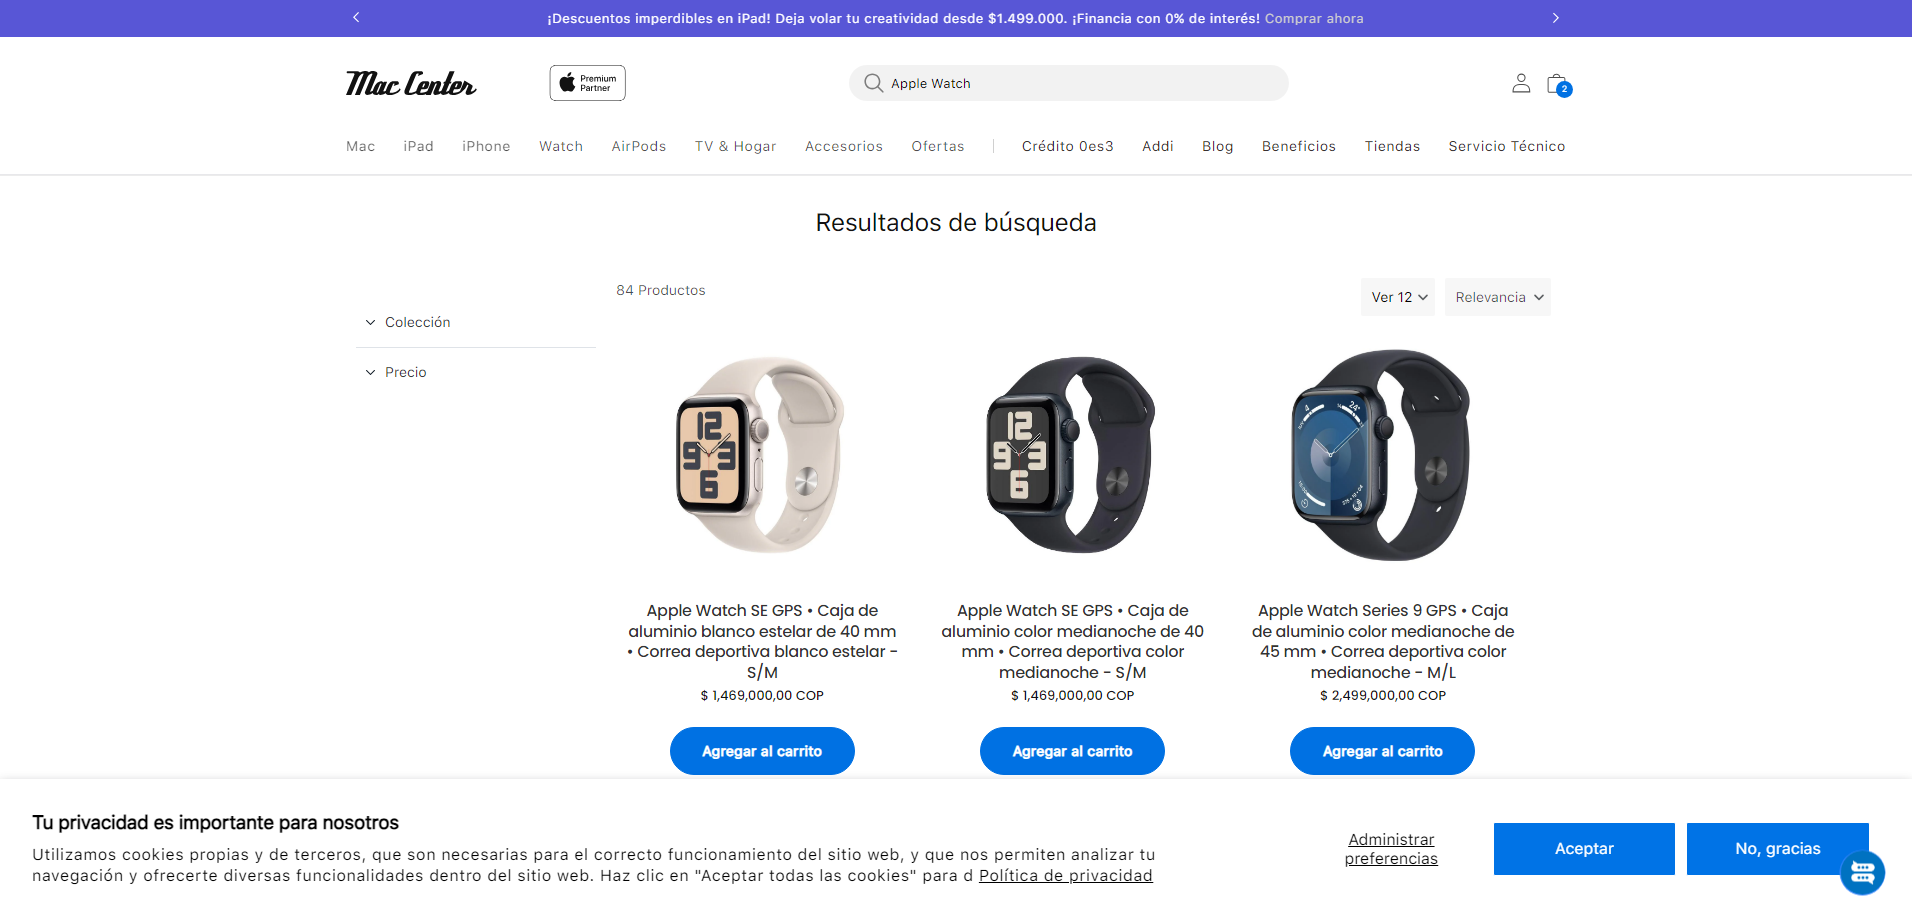 ¡Descuentos imperdibles en iPad! Deja volar tu creatividad desde $1.499.000. ¡Financia con 0% de interés! Comprar ahora
Mac Center
Premium
Partner
Apple Watch
2
Mac iPad iPhone Watch AirPods TV & Hogar Accesorios Ofertas Crédito 0es3 Addi Blog Beneficios Tiendas Servicio Técnico
Resultados de búsqueda
84 Productos
Ver 12
Relevancia
Colección
Precio
Apple Watch SE GPS • Caja de
aluminio blanco estelar de 40 mm
• Correa deportiva blanco estelar -
S/M
$ 1,469,000,00 COP
Agregar al carrito
Apple Watch SE GPS • Caja de
aluminio color medianoche de 40
mm • Correa deportiva color
medianoche - S/M
$ 1,469,000,00 COP
Agregar al carrito
Apple Watch Series 9 GPS • Caja
de aluminio color medianoche de
45 mm • Correa deportiva color
medianoche - M/L
$ 2,499,000,00 COP
Agregar al carrito
Tu privacidad es importante para nosotros
Utilizamos cookies propias y de terceros, que son necesarias para el correcto funcionamiento del sitio web, y que nos permiten analizar tu
navegación y ofrecerte diversas funcionalidades dentro del sitio web. Haz clic en "Aceptar todas las cookies" para d Política de privacidad
Administrar
preferencias
Aceptar
No, gracias